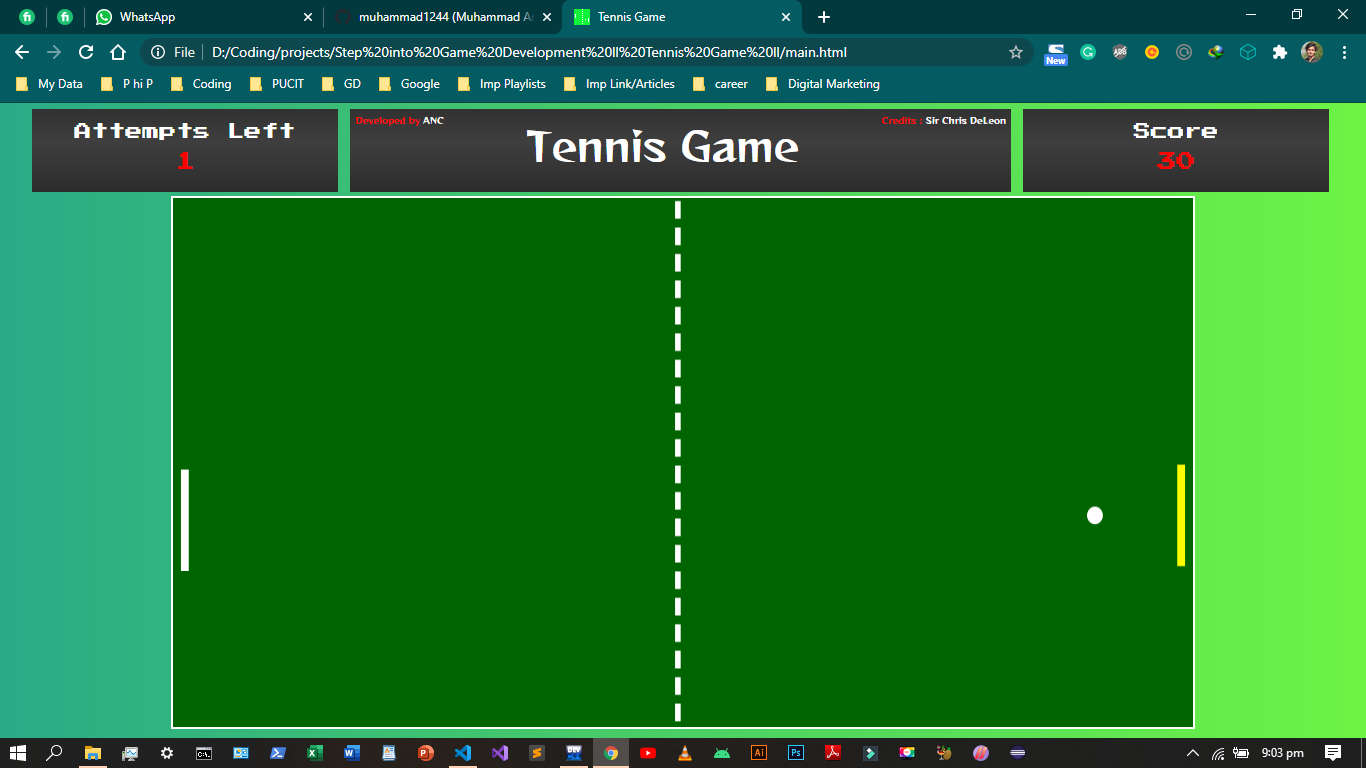 WhatsApp
muhammad1244 (Muhammad A
Tennis Game
File D:/Coding/projects/Step%20into%20Game%20Development%20II%20Tennis%20Game%20II/main.html
New
My Data P hi P Coding PUCIT GD Google Imp Playlists Imp Link/Articles career Digital Marketing
Attempts Left
1
Developed by ANC
Credits : Sir Chris DeLeon
Tennis Game
Score
30
9:03 pm